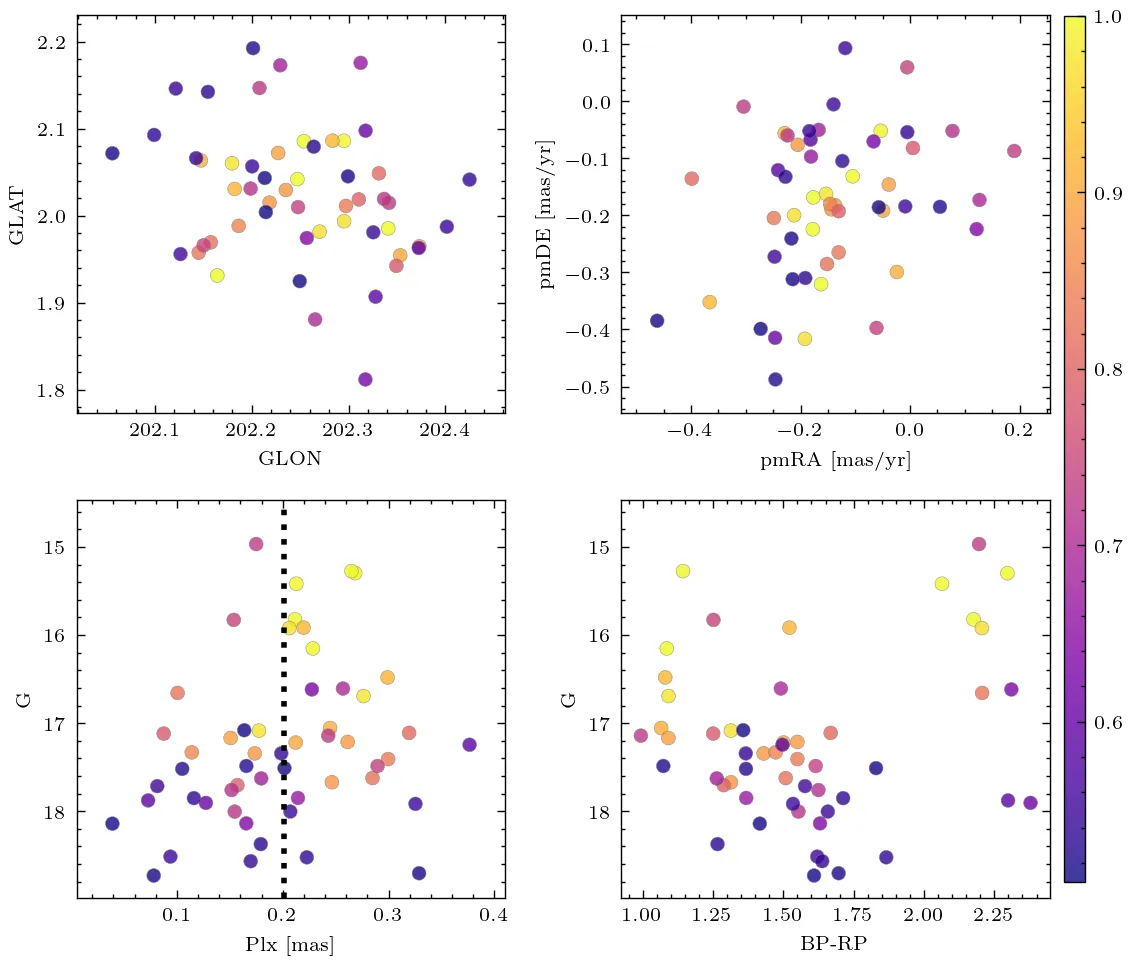 2.2
2.1
2.0
1.9
1.8
GLAT
202.1 202.2 202.3 202.4
GLON
0.1
0.0
−0.1
−0.2
−0.3
−0.4
−0.5
pmDE [mas/yr]
−0.4 −0.2 0.0 0.2
pmRA [mas/yr]
1.0
0.9
0.8
0.7
0.6
15
16
17
18
G
0.1 0.2 0.3 0.4
Plx [mas]
15
16
17
18
G
1.00 1.25 1.50 1.75 2.00 2.25
BP-RP